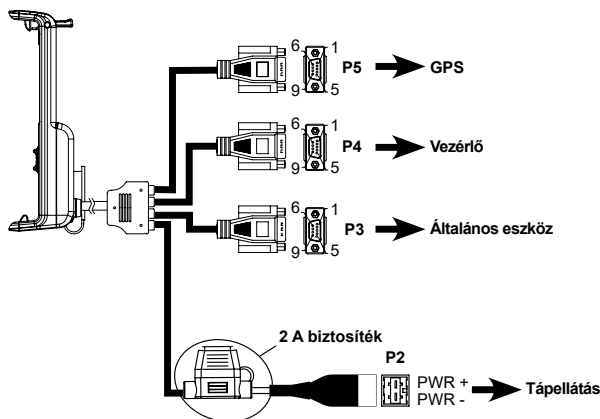 6 1
P5 GPS
9 5
6 1
P4 Vezérlő
9 5
6 1
P3 Általános eszköz
9 5
2 A biztosíték
P2
PWR +
PWR -
Tápellátás